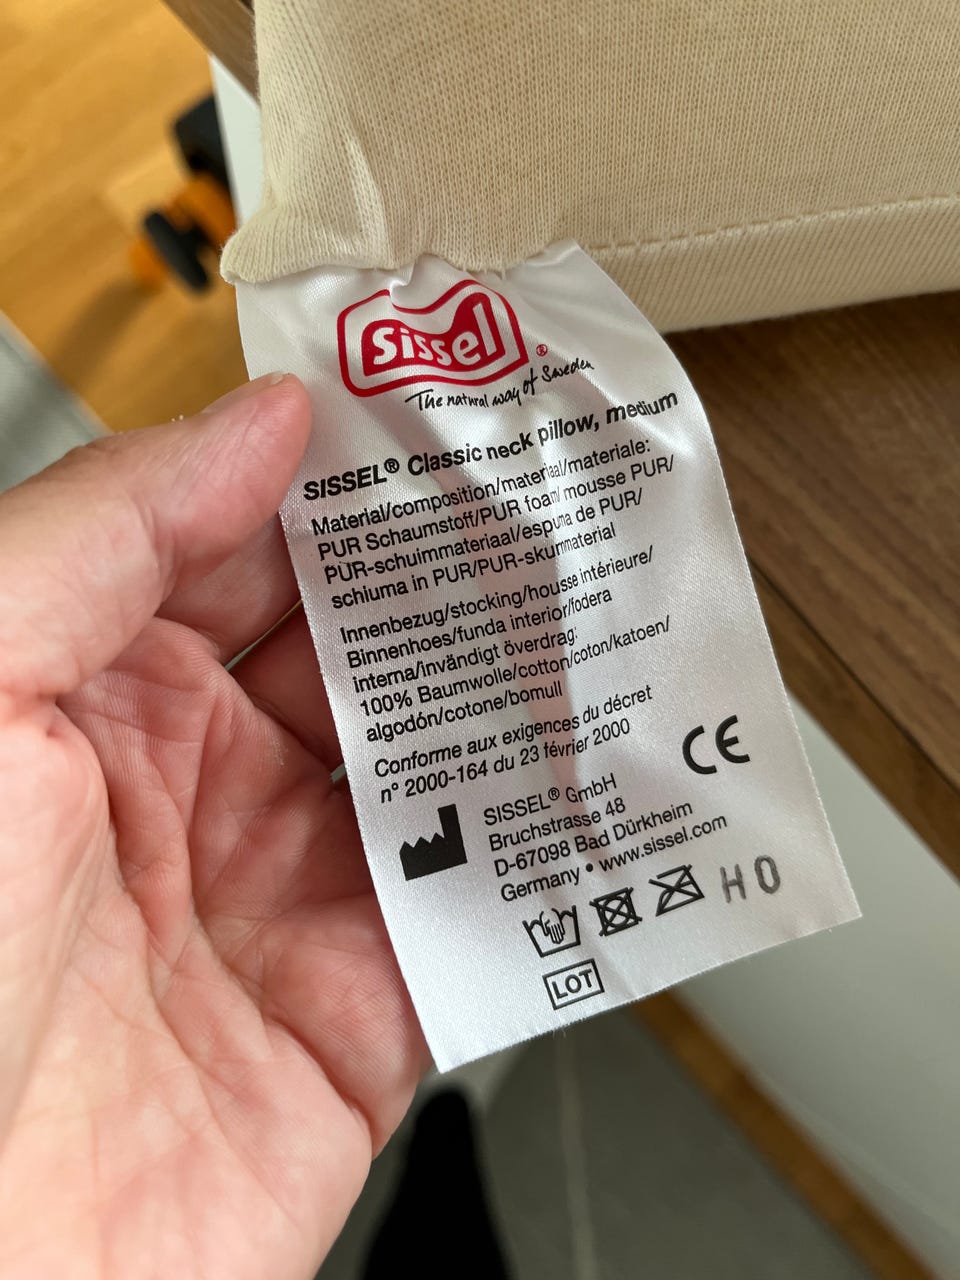 Sissel®
The natural way of Sweden
SISSEL® Classic neck pillow, medium
Material/composition/materiaal/materiale:
PUR Schaumstoff/PUR foam/mousse PUR/
PUR-schuimmateriaal/espuma de PUR/
schiuma in PUR/PUR-skummaterial
Innenbezug/stocking/housse intérieure/
Binnenhoes/funda interior/fodera
interna/invändigt överdrag:
100% Baumwolle/cotton/coton/katoen/
algodón/cotone/bomull
Conforme aux exigences du décret
n° 2000-164 du 23 février 2000
CE
SISSEL® GmbH
Bruchstrasse 48
D-67098 Bad Dürkheim
Germany • www.sissel.com
HO
LOT